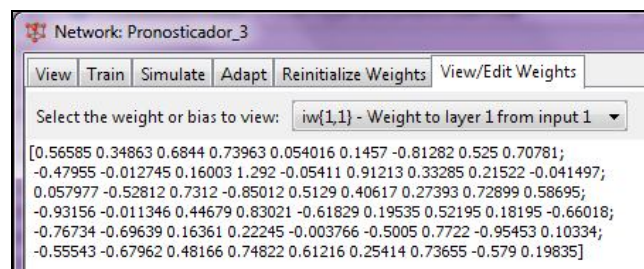 Network: Pronosticador_3
View Train Simulate Adapt Reinitialize Weights View/Edit Weights
Select the weight or bias to view: iw{1,1} - Weight to layer 1 from input 1
[0.56585 0.34863 0.6844 0.73963 0.054016 0.1457 -0.81282 0.525 0.70781;
-0.47955 -0.012745 0.16003 1.292 -0.05411 0.91213 0.33285 0.21522 -0.041497;
0.057977 -0.52812 0.7312 -0.85012 0.5129 0.40617 0.27393 0.72899 0.58695;
-0.93156 -0.011346 0.44679 0.83021 -0.61829 0.19535 0.52195 0.18195 -0.66018;
-0.76734 -0.69639 0.16361 0.22245 -0.003766 -0.5005 0.7722 -0.95453 0.10334;
-0.55543 -0.67962 0.48166 0.74822 0.61216 0.25414 0.73655 -0.579 0.19835]